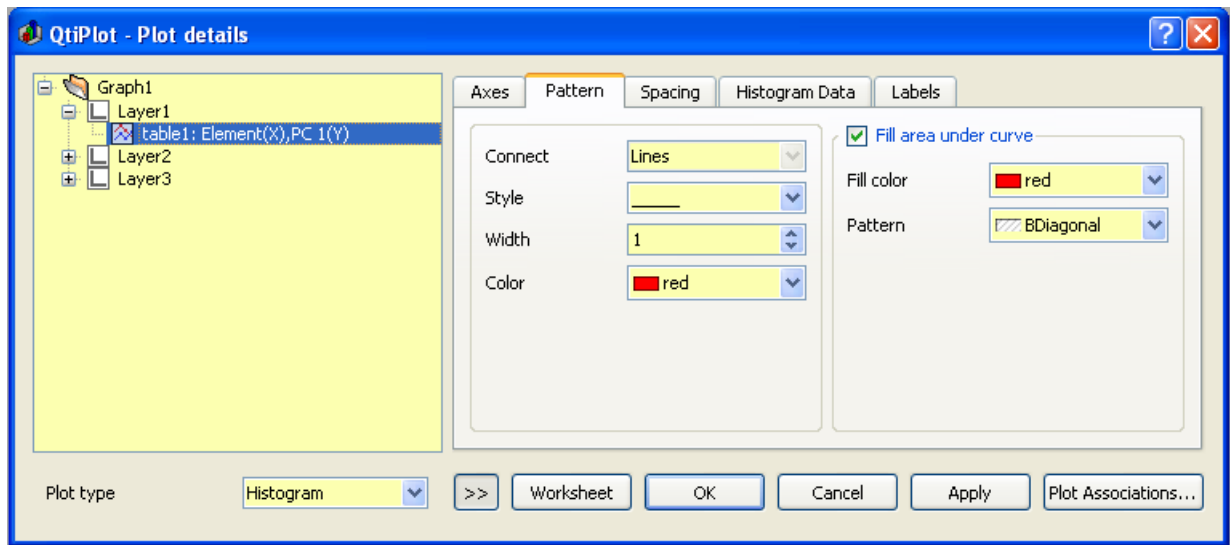 QtiPlot - Plot details
Graph1
Layer1
table1: Element(X),PC 1(Y)
Layer2
Layer3
Axes
Pattern
Spacing
Histogram Data
Labels
Connect
Lines
Style
Width
1
Color
red
Fill area under curve
Fill color
red
Pattern
BDiagonal
Plot type
Histogram
>>
Worksheet
OK
Cancel
Apply
Plot Associations...